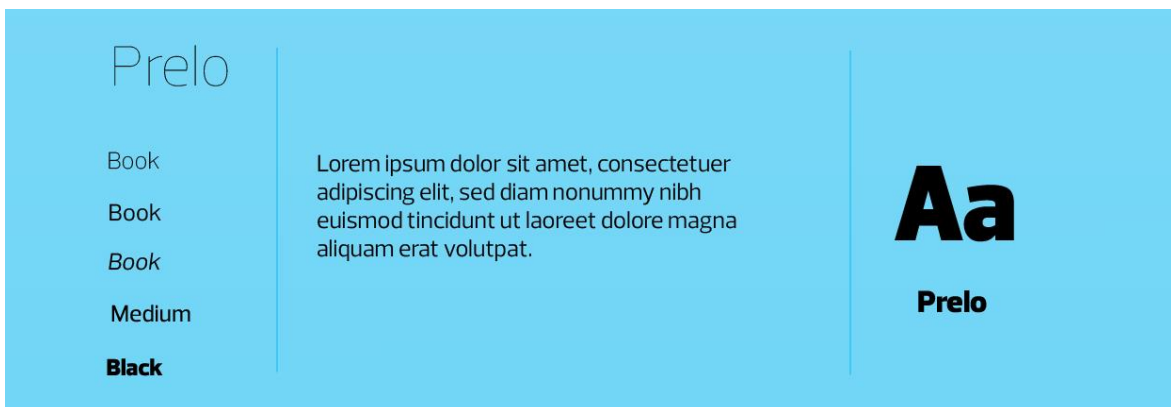 Prelo
Book
Book
Book
Medium
Black
Lorem ipsum dolor sit amet, consectetuer
adipiscing elit, sed diam nonummy nibh
euismod tincidunt ut laoreet dolore magna
aliquam erat volutpat.
Aa
Prelo